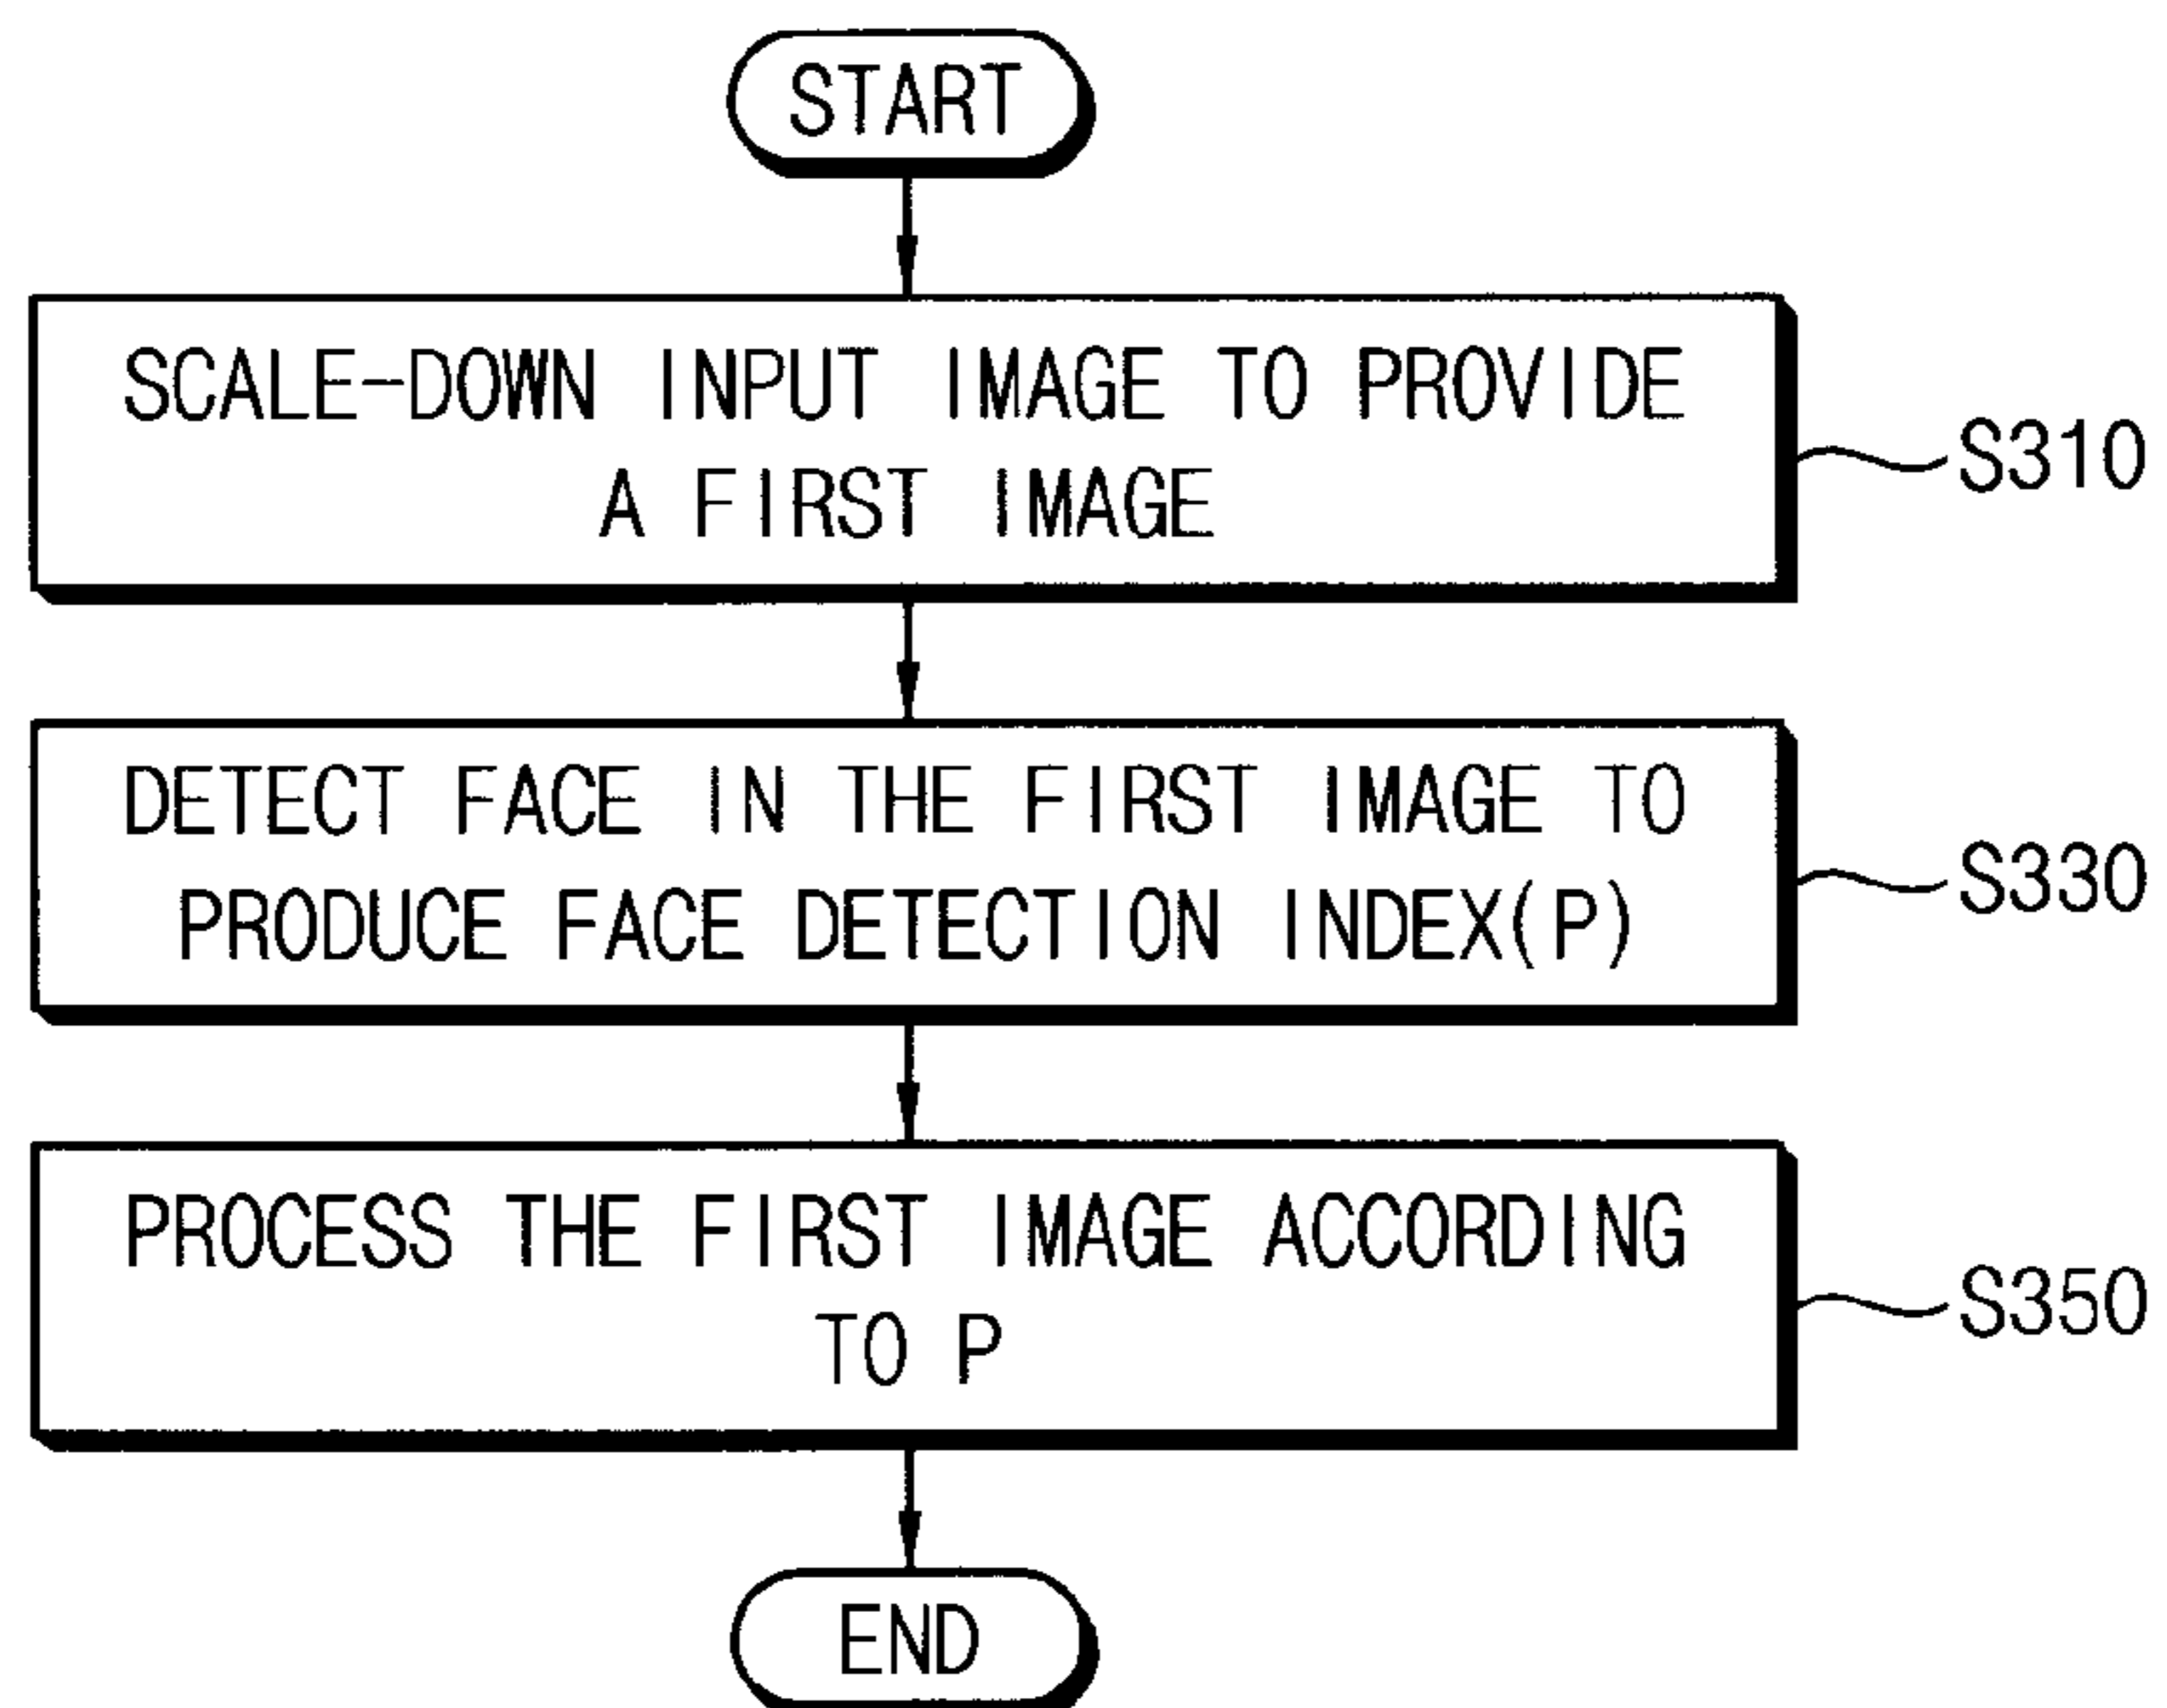 START
SCALE-DOWN INPUT IMAGE TO PROVIDE
A FIRST IMAGE
S310
DETECT FACE IN THE FIRST IMAGE TO
PRODUCE FACE DETECTION INDEX(P)
S330
PROCESS THE FIRST IMAGE ACCORDING
TO P
S350
END